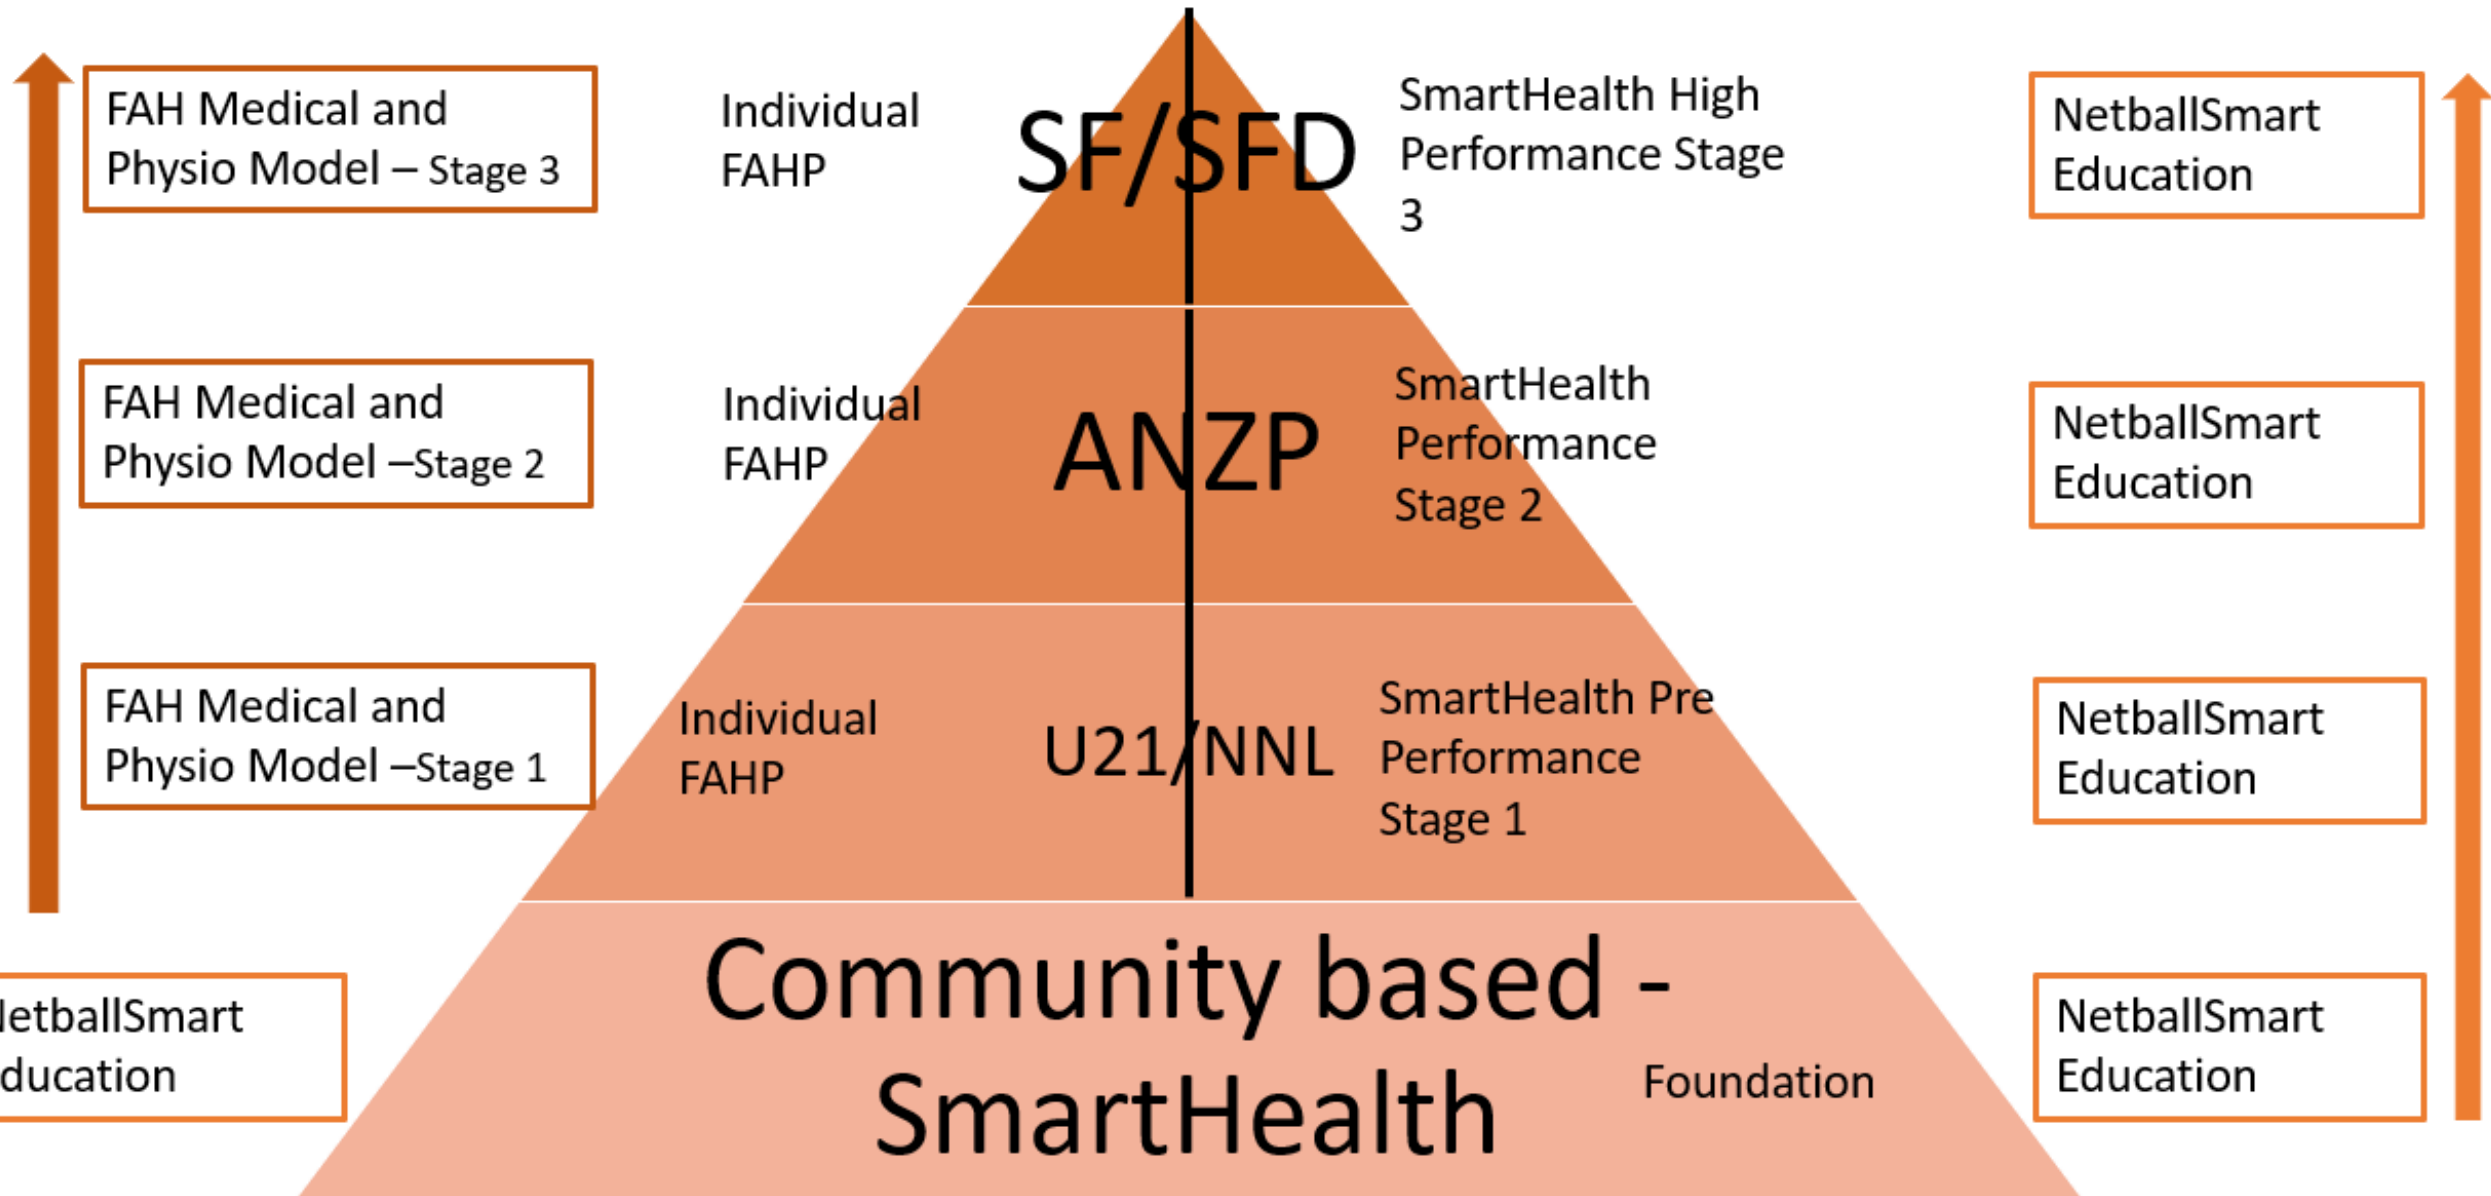 FAH Medical and
Physio Model – Stage 3
Individual
FAHP
SF/SFD
SmartHealth High
Performance Stage
3
NetballSmart
Education
FAH Medical and
Physio Model –Stage 2
Individual
FAHP
ANZP
SmartHealth
Performance
Stage 2
NetballSmart
Education
FAH Medical and
Physio Model –Stage 1
Individual
FAHP
U21/NNL
SmartHealth Pre
Performance
Stage 1
NetballSmart
Education
etballSmart
ducation
Community based -
SmartHealth
Foundation
NetballSmart
Education